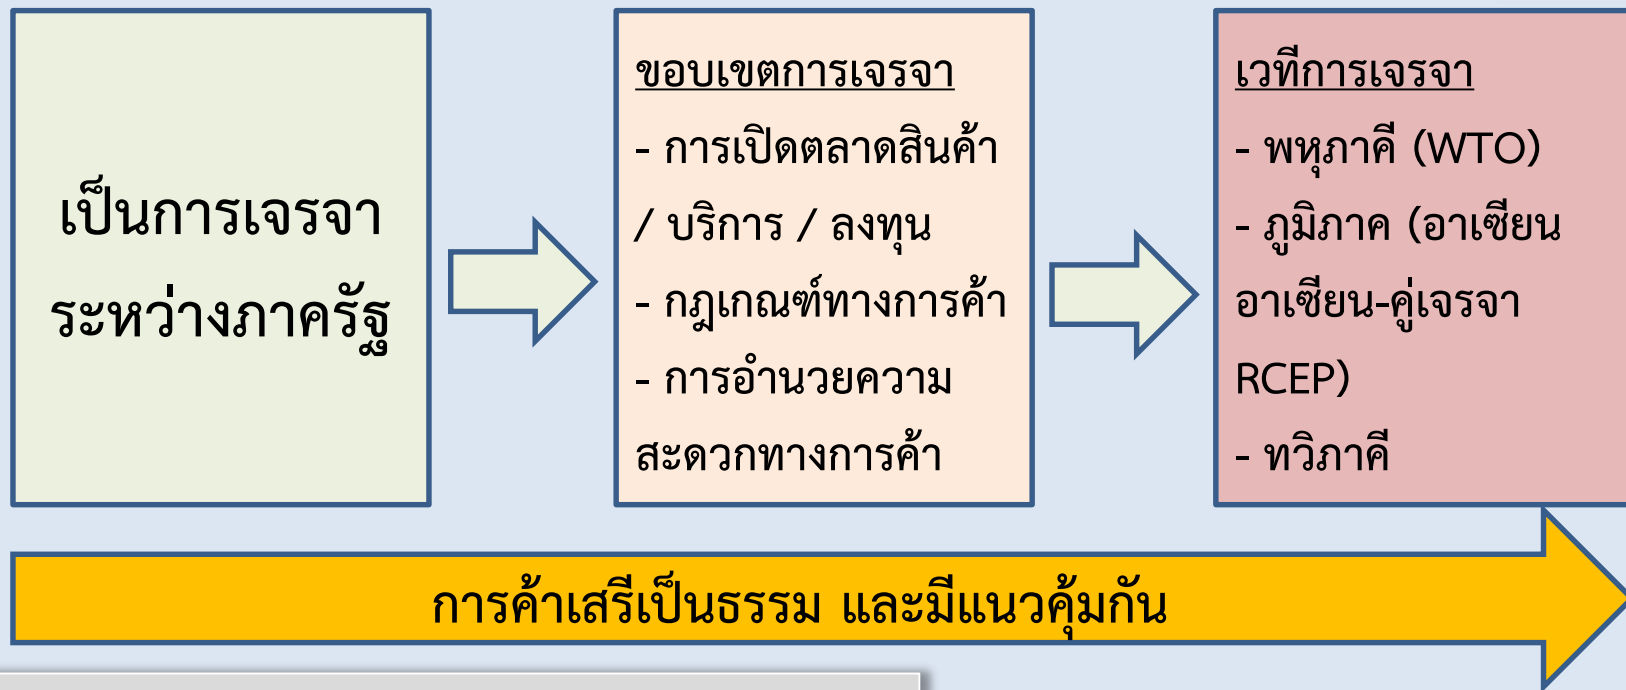 เป็นการเจรจา
ระหว่างภาครัฐ
ขอบเขตการเจรจา
- การเปิดตลาดสินค้า
/ บริการ / ลงทุน
- กฎเกณฑ์ทางการค้า
- การอำนวยความ
สะดวกทางการค้า
เวทีการเจรจา
- พหุภาคี (WTO)
- ภูมิภาค (อาเซียน
อาเซียน-คู่เจรจา
RCEP)
- ทวิภาคี
การค้าเสรีเป็นธรรม และมีแนวคุ้มกัน